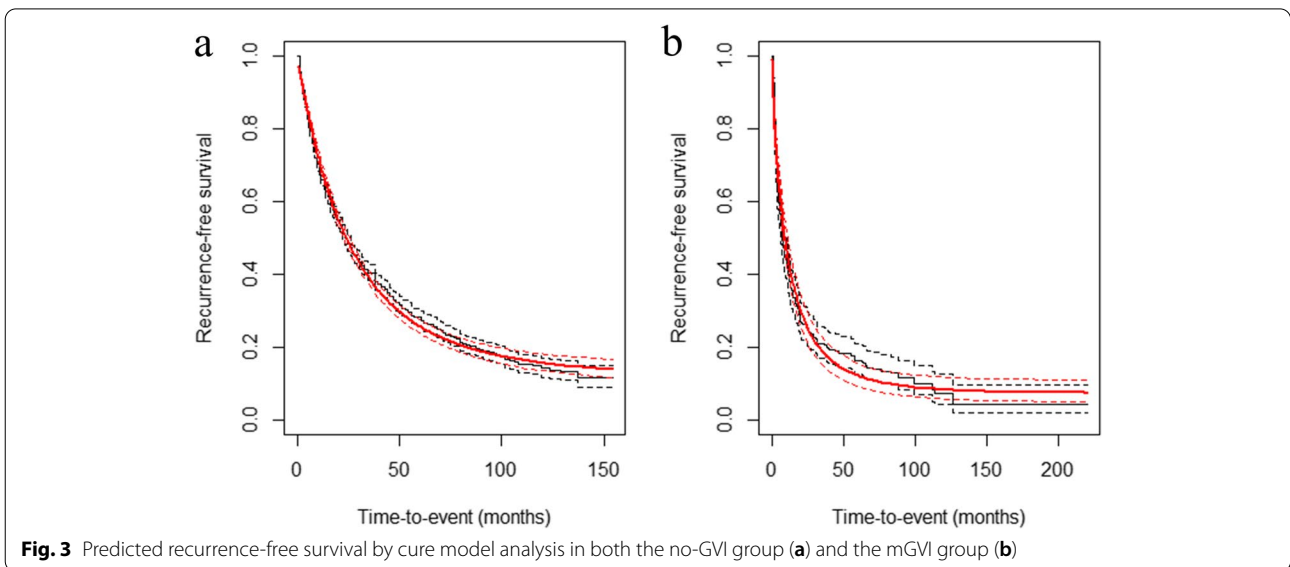 a
Recurrence-free survival
1.0
0.8
0.6
0.4
0.2
0.0
0 50 100 150
Time-to-event (months)
b
Recurrence-free survival
1.0
0.8
0.6
0.4
0.2
0.0
0 50 100 150 200
Time-to-event (months)
Fig. 3 Predicted recurrence-free survival by cure model analysis in both the no-GVI group (a) and the mGVI group (b)